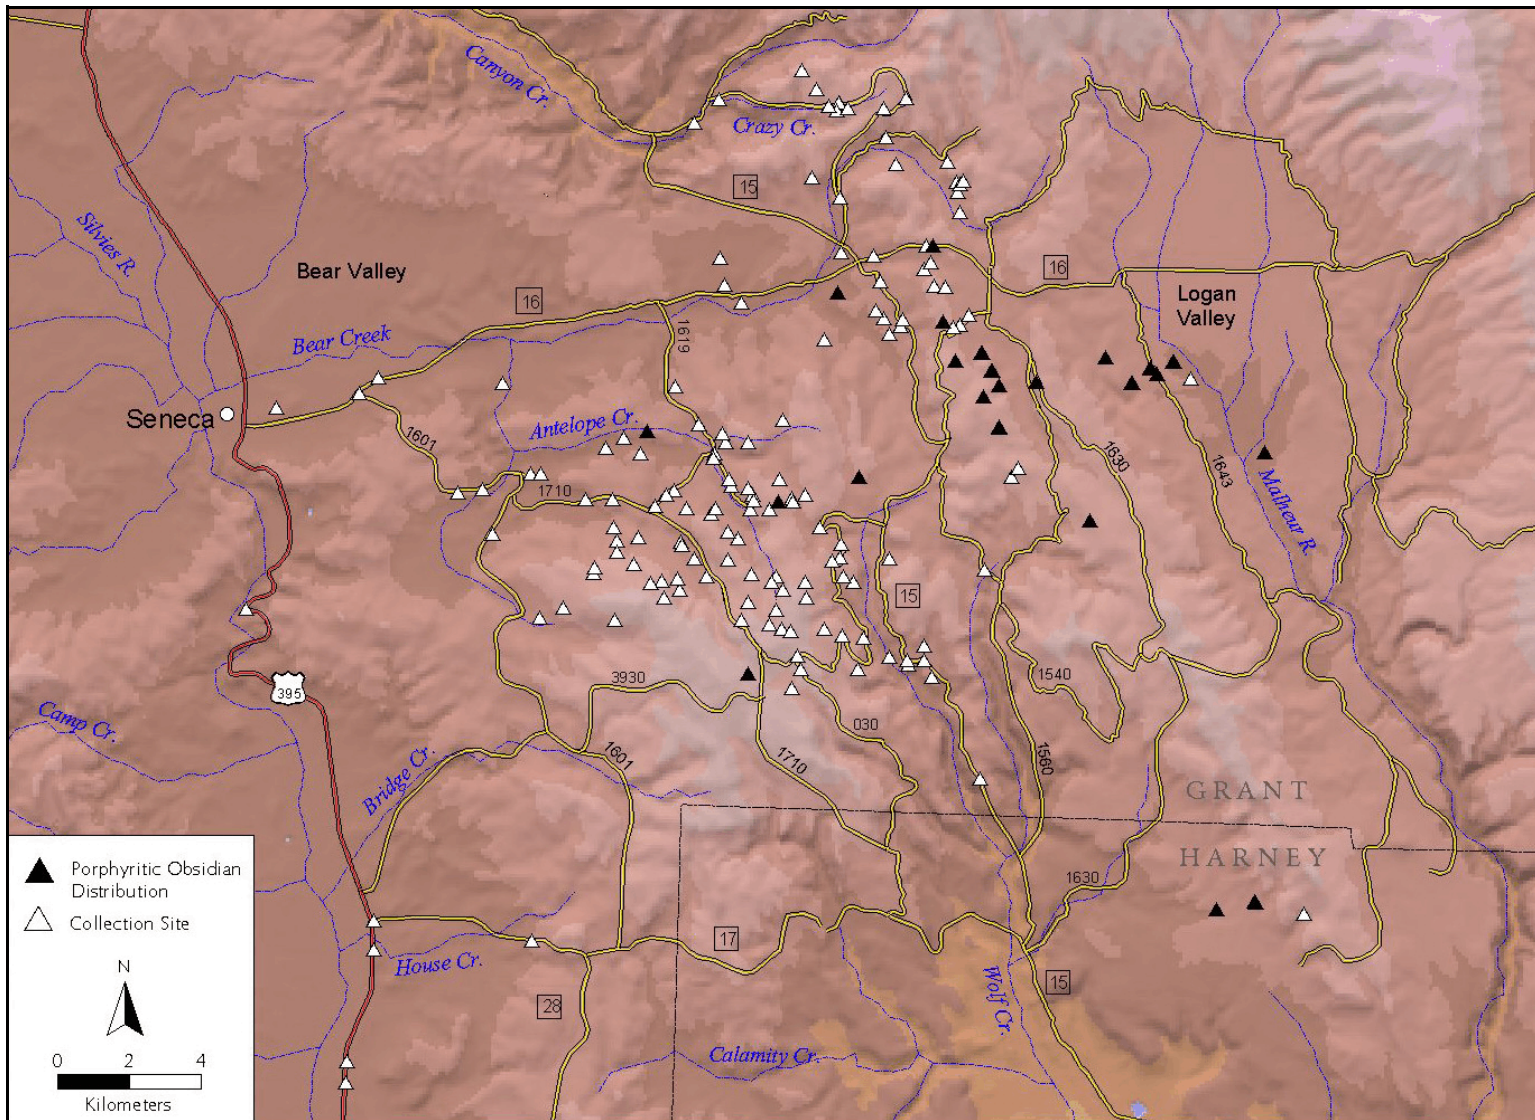 Canyon Cr.
Crazy Cr.
15
Silvies R.
Bear Valley
16
16
Logan
Valley
Bear Creek
1619
Seneca
Antelope Cr.
1601
1630
1643
1710
Malheur R.
15
3930
1540
395
Camp Cr.
030
1601
1710
1560
Bridge Cr.
GRANT
HARNEY
Porphyritic Obsidian
Distribution
Collection Site
1630
17
House Cr.
N
28
Wolf Cr.
15
0 2 4
Kilometers
Calamity Cr.